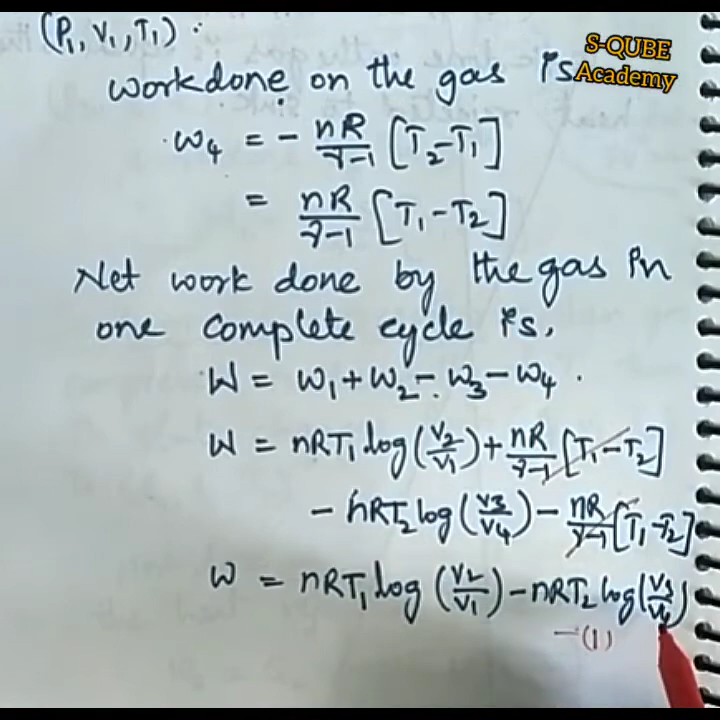 (P₁, V₁, T₁) :
S-QUBE
Academy
workdone on the gas is
W₄ = - nR/γ-1 [T₂-T₁]
= nR/γ-1 [T₁-T₂]
Net work done by the gas in
one complete cycle is.
W = W₁ + W₂ - W₃ - W₄.
W = nRT₁ log (V₂/V₁) + nR/γ-1 [T₁-T₂]
- nRT₂ log (V₃/V₄) - nR/γ-1 [T₁-T₂]
W = nRT₁ log (V₂/V₁) - nRT₂ log (V₃/V₄)
-(1)